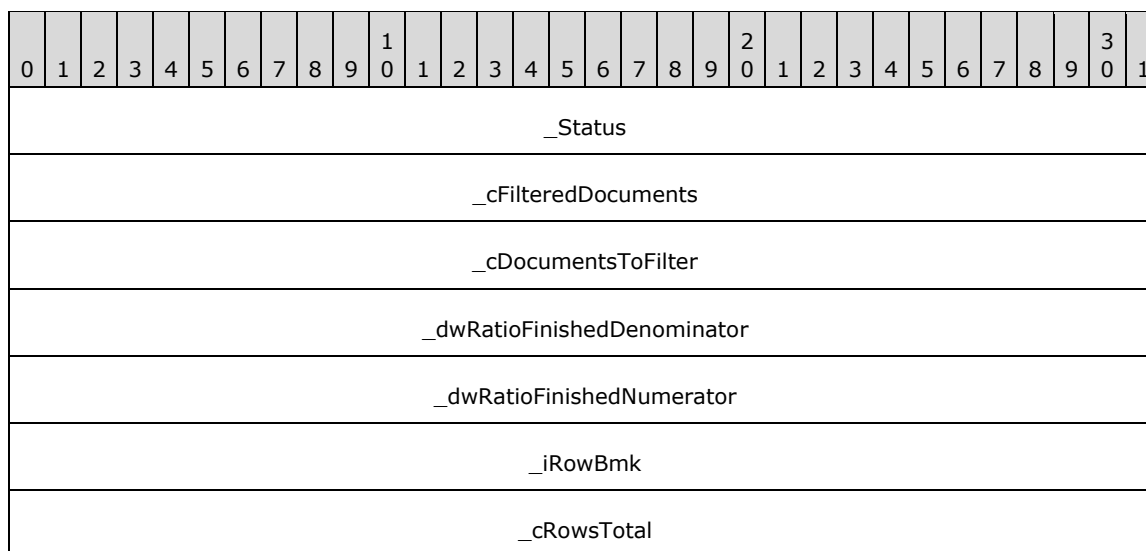 1 2 3
0 1 2 3 4 5 6 7 8 9 0 1 2 3 4 5 6 7 8 9 0 1 2 3 4 5 6 7 8 9 0 1
_Status
_cFilteredDocuments
_cDocumentsToFilter
_dwRatioFinishedDenominator
_dwRatioFinishedNumerator
_iRowBmk
_cRowsTotal